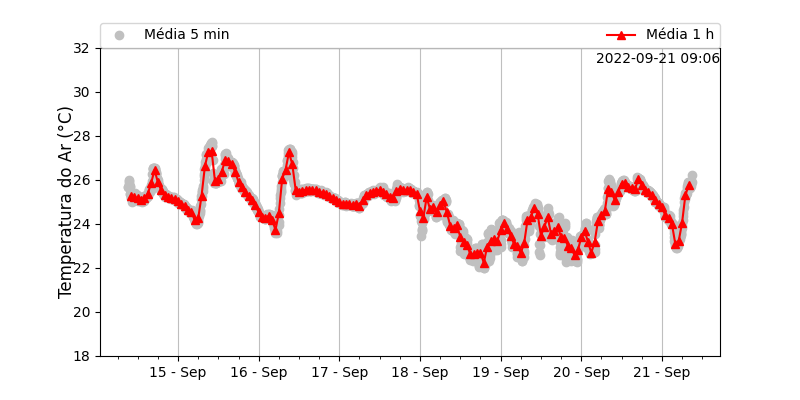 Média 5 min
Média 1 h
2022-09-21 09:06
Temperatura do Ar (°C)
32
30
28
26
24
22
20
18
15 - Sep
16 - Sep
17 - Sep
18 - Sep
19 - Sep
20 - Sep
21 - Sep